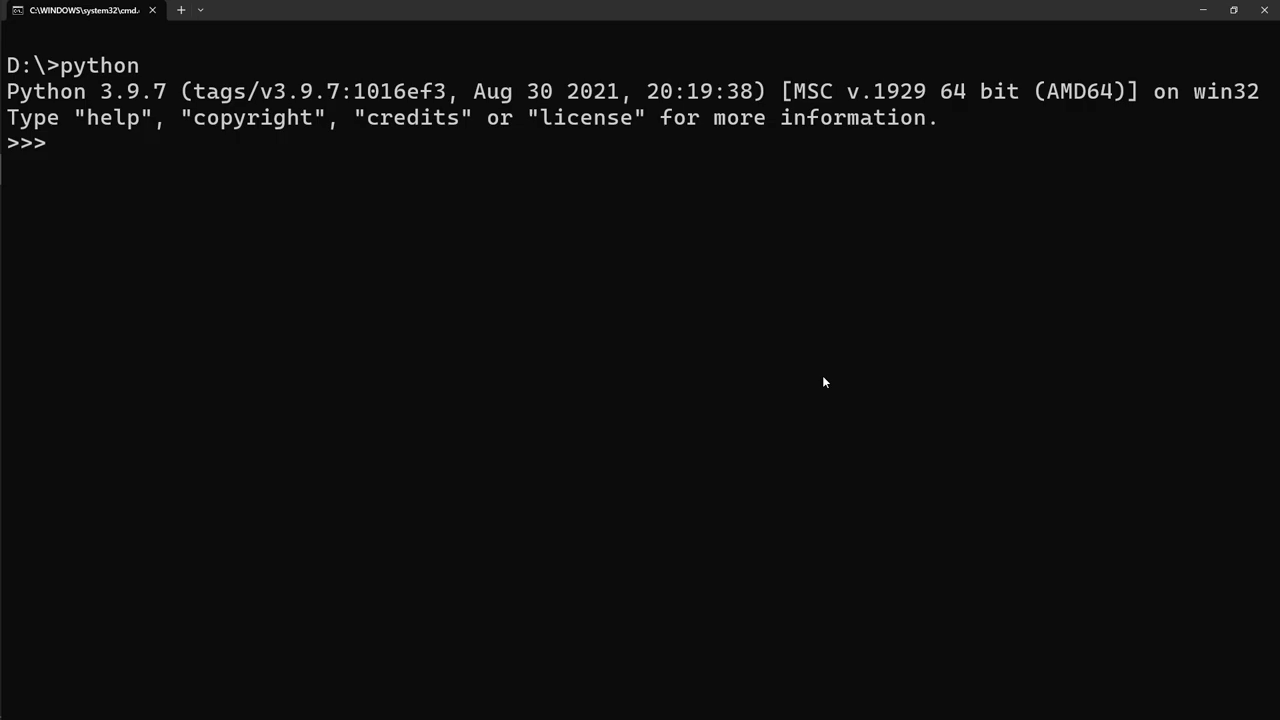 C:\WINDOWS\system32\cmd.
D:\>python
Python 3.9.7 (tags/v3.9.7:1016ef3, Aug 30 2021, 20:19:38) [MSC v.1929 64 bit (AMD64)] on win32
Type "help", "copyright", "credits" or "license" for more information.
>>>